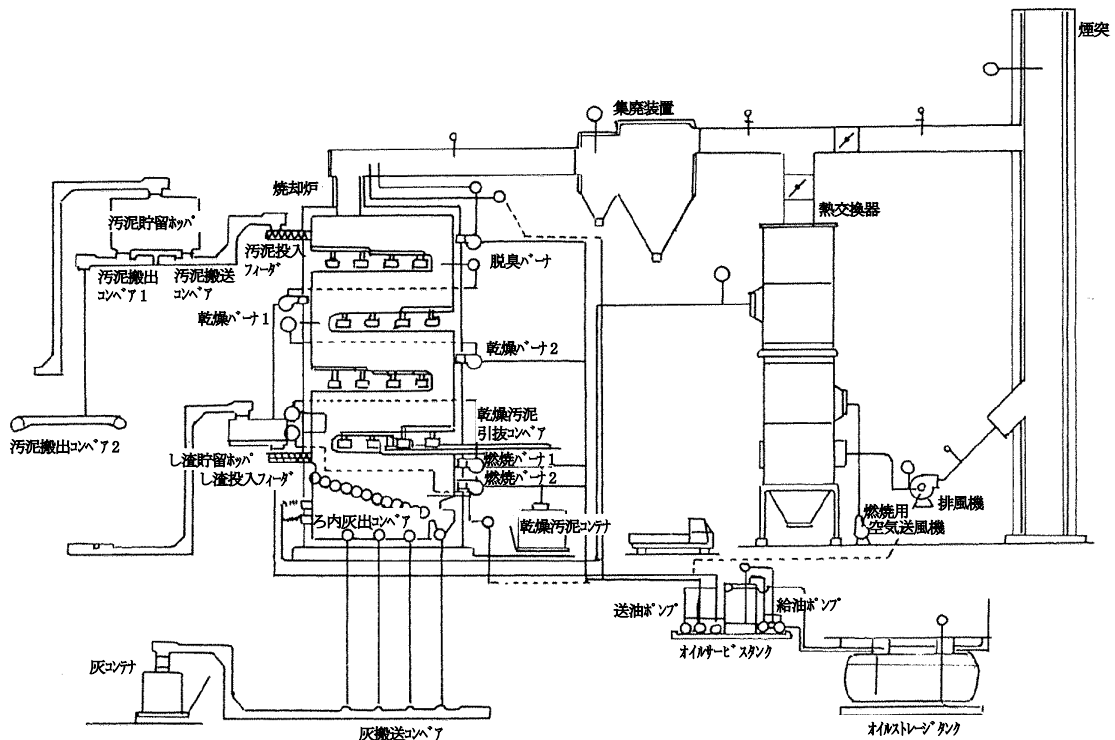 煙突
集廃装置
焼却炉
熱交換器
汚泥貯留ﾎｯﾊﾟ
汚泥投入
フィーダ
脱臭バーナ
汚泥搬出
ｺﾝﾍﾞｱ 1
汚泥搬送
ｺﾝﾍﾞｱ
乾燥バーナ 1
乾燥バーナ 2
汚泥搬出ｺﾝﾍﾞｱ 2
乾燥汚泥
引抜ｺﾝﾍﾞｱ
し渣貯留ﾎｯﾊﾟ
し渣投入フィーダ
燃焼バーナ 1
燃焼バーナ 2
ろ内灰出ｺﾝﾍﾞｱ
乾燥汚泥ｺﾝﾃﾅ
燃焼用
空気送風機
排風機
送油ポンプ
給油ポンプ
ｵｲﾙｻｰﾋﾞｽﾀﾝｸ
灰ｺﾝﾃﾅ
灰搬送ｺﾝﾍﾞｱ
ｵｲﾙｽﾄﾚｰｼﾞﾀﾝｸ